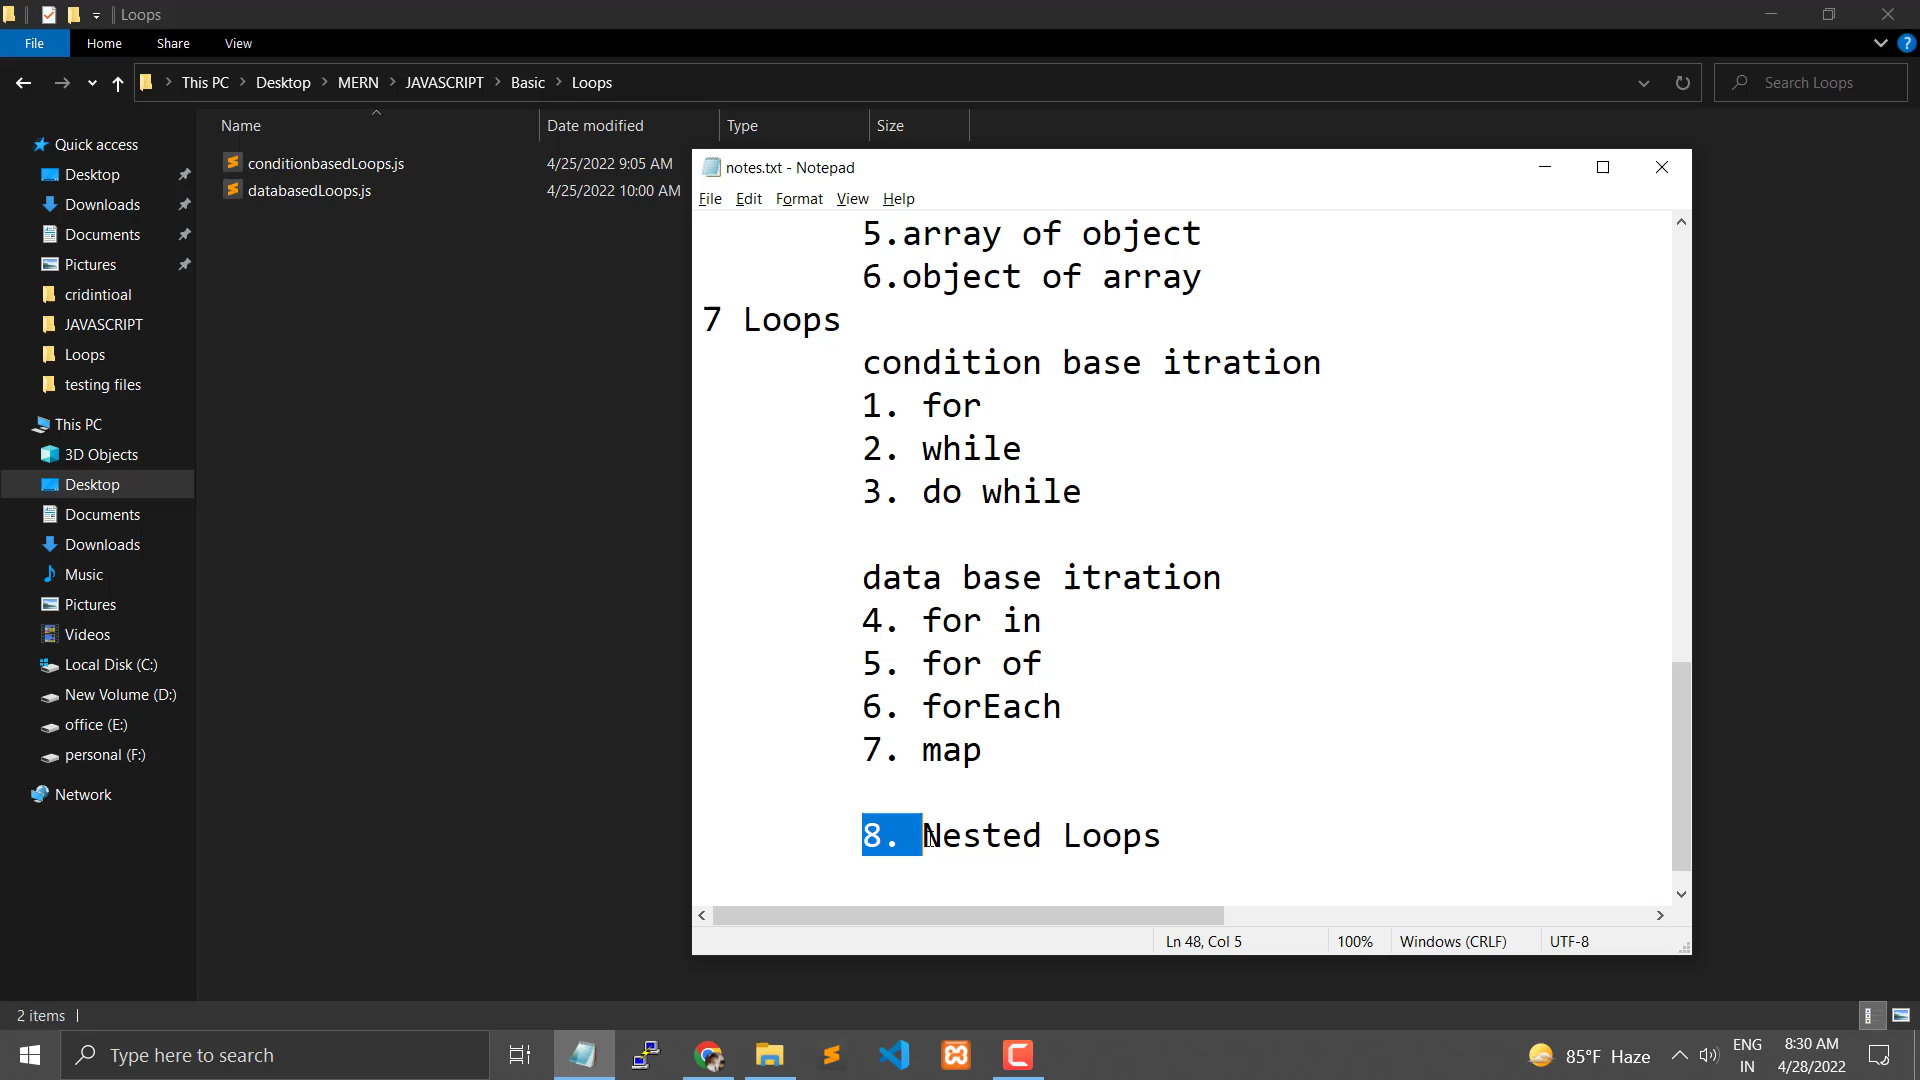 Loops
File Home Share View
This PC Desktop MERN JAVASCRIPT Basic Loops
Search Loops
Name Date modified Type Size
conditionbasedLoops.js 4/25/2022 9:05 AM
databasedLoops.js 4/25/2022 10:00 AM
Quick access
Desktop
Downloads
Documents
Pictures
cridintioal
JAVASCRIPT
Loops
testing files
This PC
3D Objects
Desktop
Documents
Downloads
Music
Pictures
Videos
Local Disk (C:)
New Volume (D:)
office (E:)
personal (F:)
Network
notes.txt - Notepad
File Edit Format View Help
5.array of object
6.object of array
7 Loops
condition base itration
1. for
2. while
3. do while
data base itration
4. for in
5. for of
6. forEach
7. map
8. Nested Loops
Ln 48, Col 5 100% Windows (CRLF) UTF-8
2 items
Type here to search
85°F Haze
ENG
IN
8:30 AM
4/28/2022